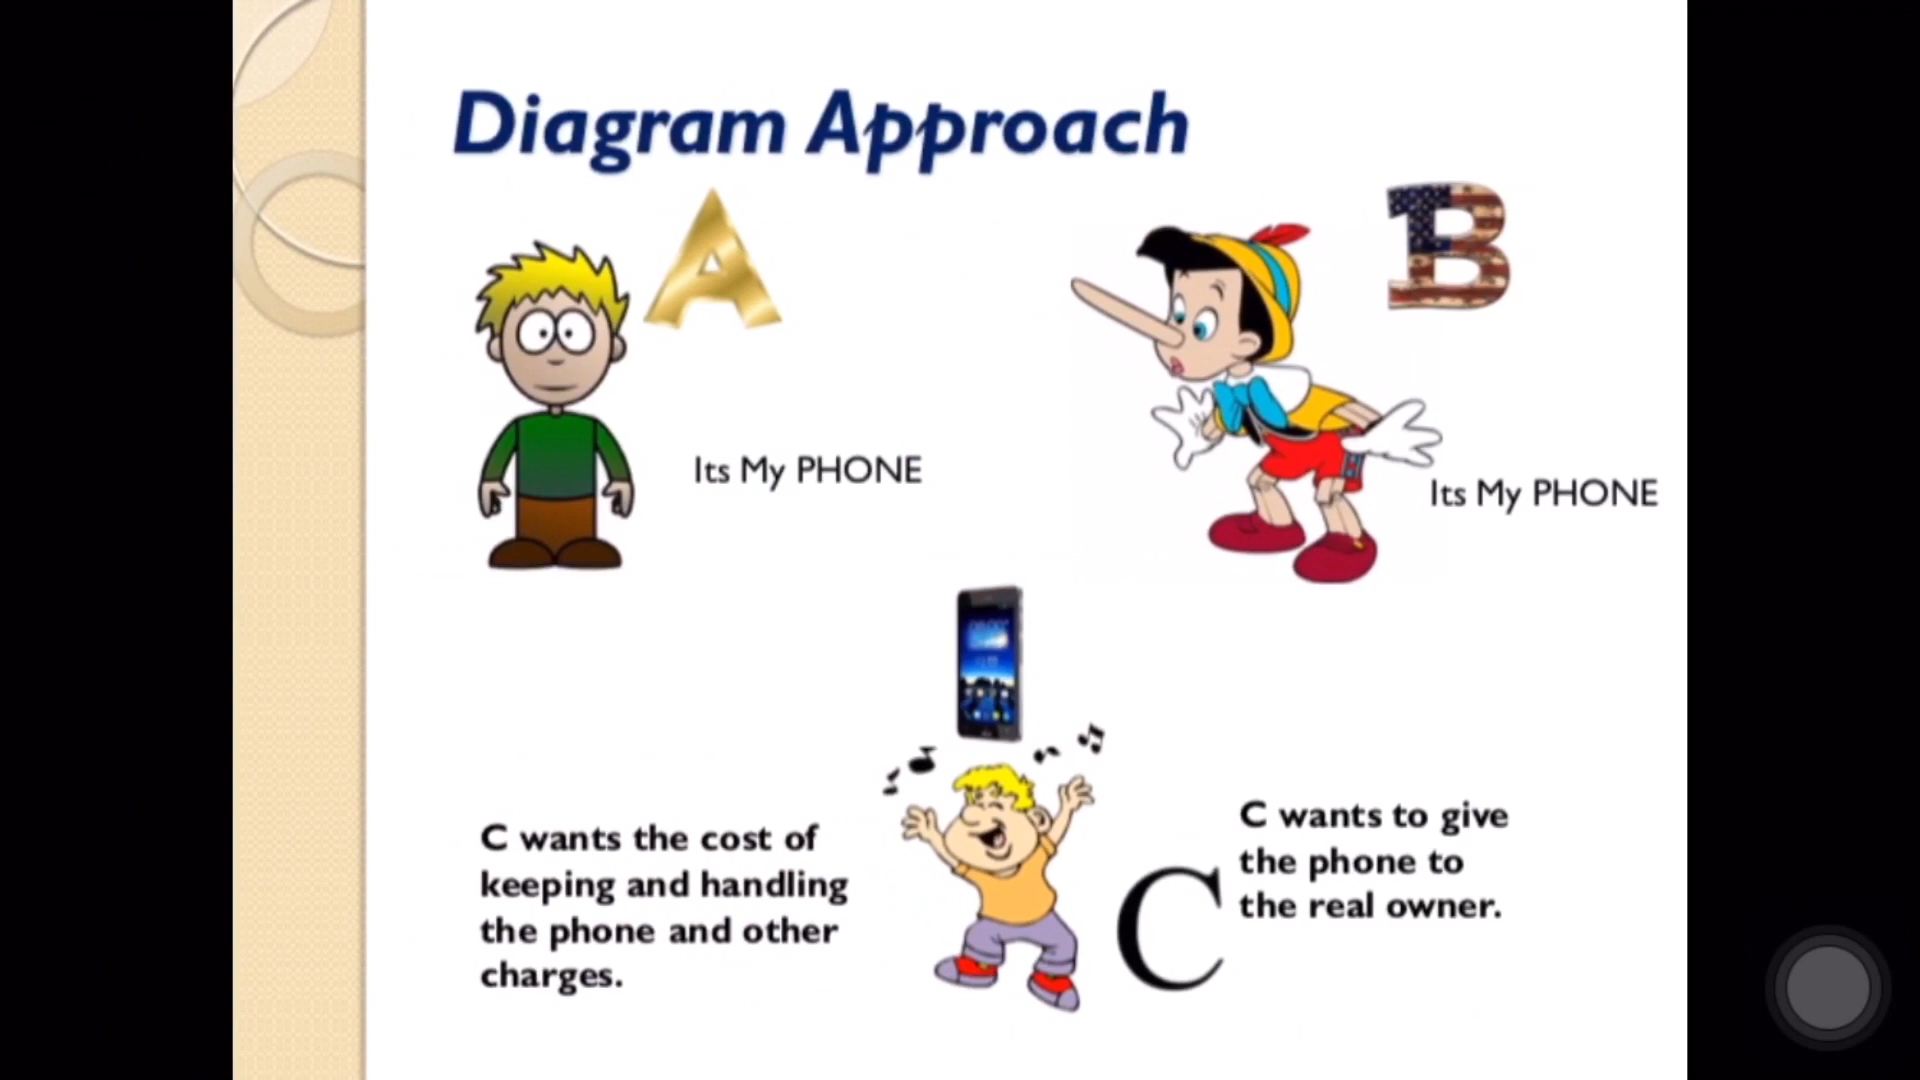 Diagram Approach
A
B
Its My PHONE
Its My PHONE
C wants the cost of
keeping and handling
the phone and other
charges.
C
C wants to give
the phone to
the real owner.